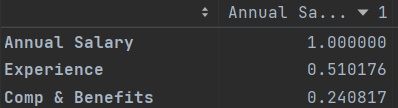 Annual Sa... 1
Annual Salary 1.000000
Experience 0.510176
Comp & Benefits 0.240817